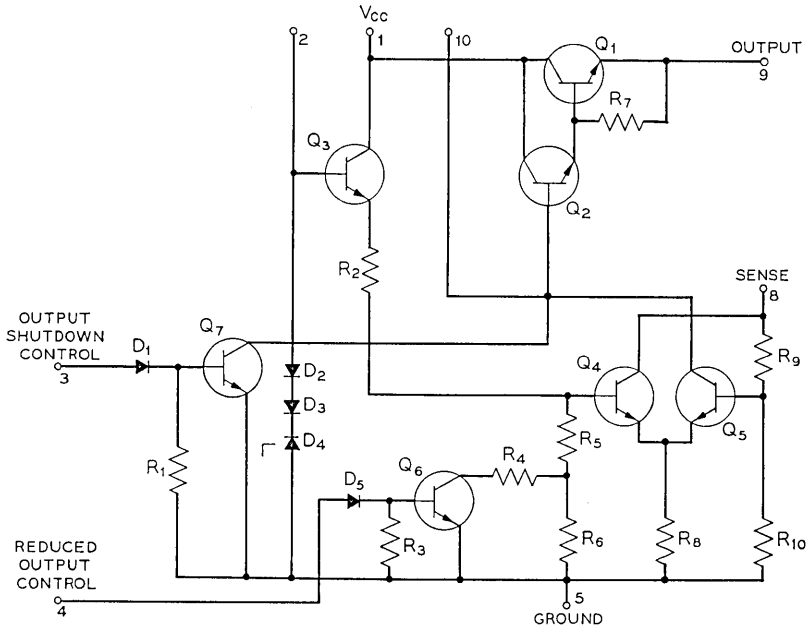 2
VCC
1
10
Q1
OUTPUT
9
R7
Q3
Q2
R2
SENSE
8
OUTPUT
SHUTDOWN
CONTROL
3
D1
Q7
D2
D3
D4
Q4
Q5
R9
R5
R4
R1
D5
Q6
R3
R6
R8
R10
REDUCED
OUTPUT
CONTROL
4
5
GROUND